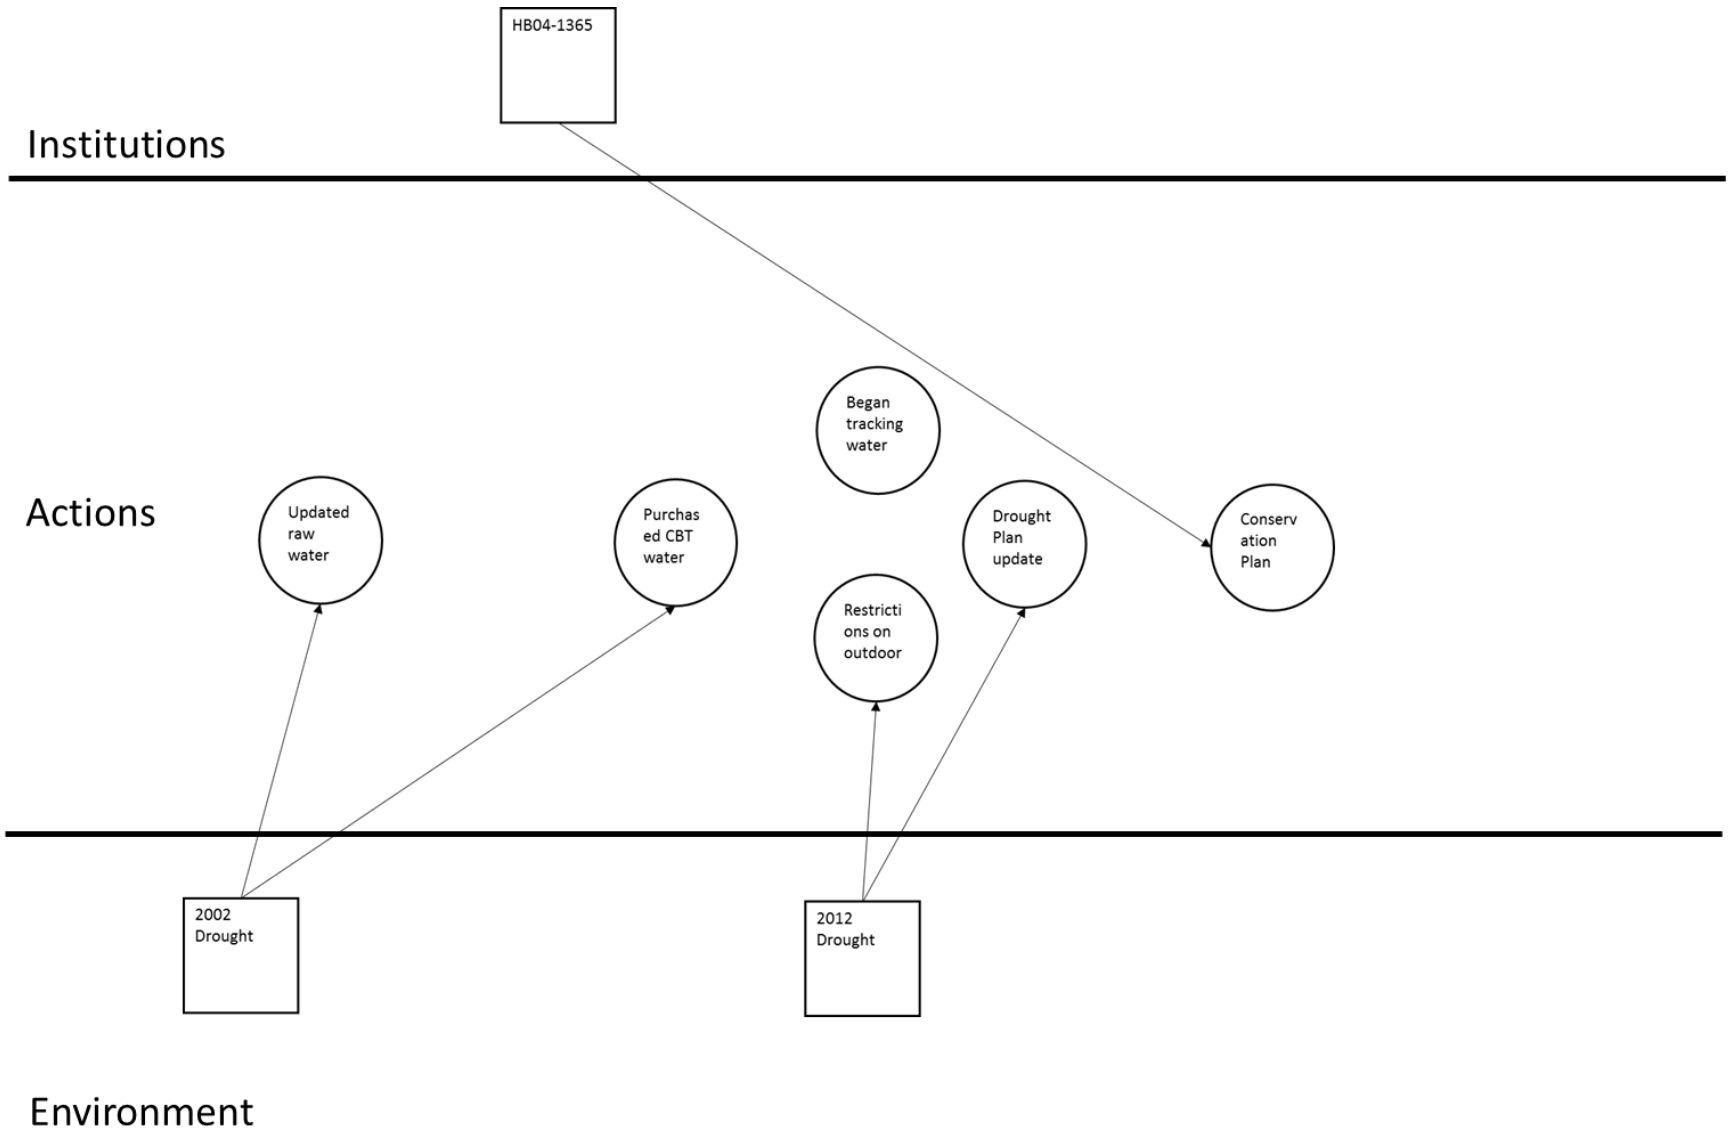 HB04-1365
Institutions
Began
tracking
water
Actions
Updated
raw
water
Purchas
ed CBT
water
Drought
Plan
update
Conserv
ation
Plan
Restricti
ons on
outdoor
2002
Drought
2012
Drought
Environment